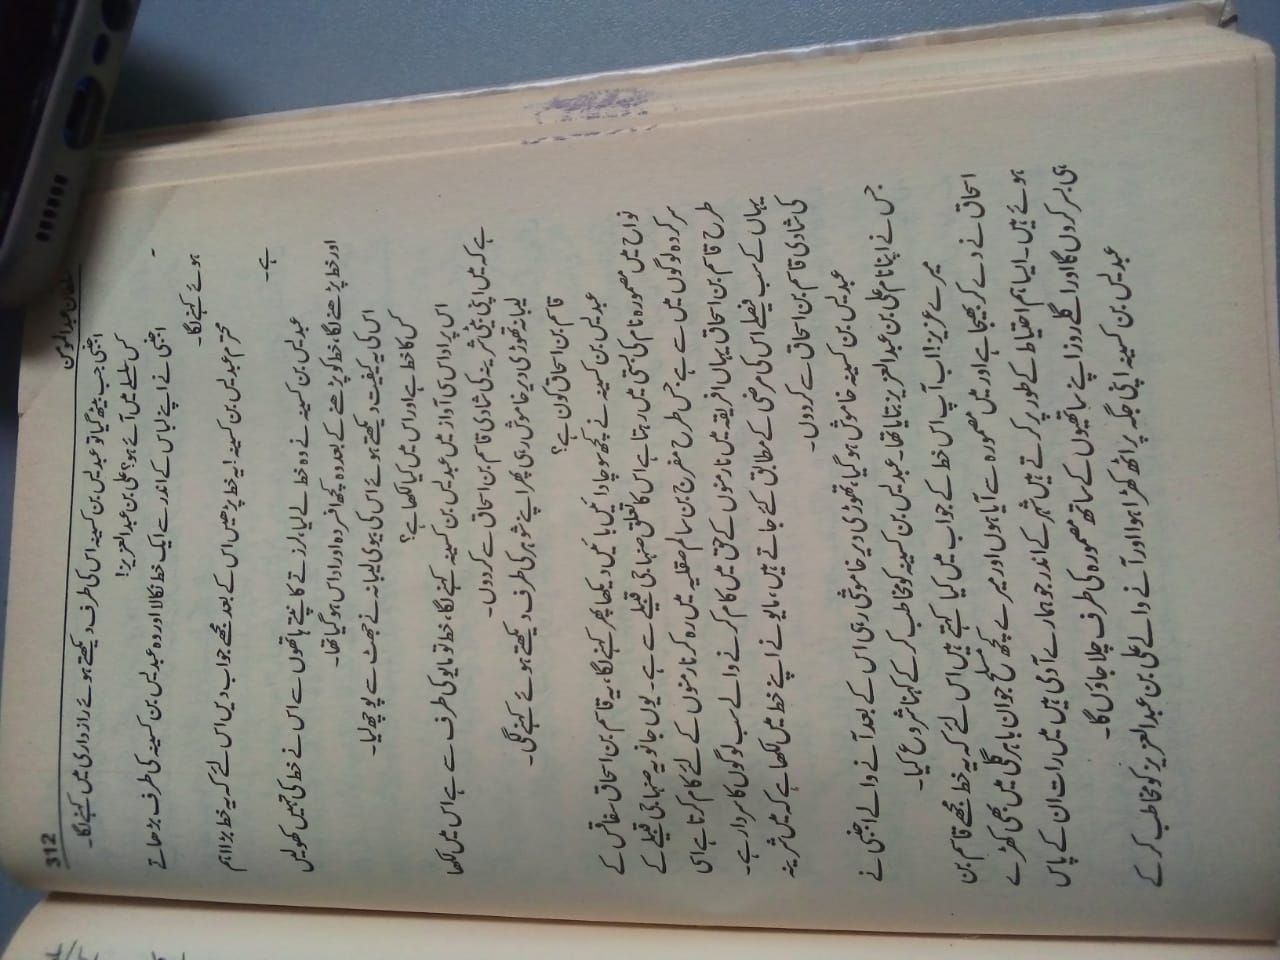 312
سلطان عبدالمومن
اجنبی جب بیٹھ گیا تو عبدیس بن کسینہ اس کی طرف دیکھتے ہوئے رازداری میں کہنے لگا۔
کس سلسلے میں آئے ہو؟ علی بن عبدالعزیز!
اجنبی نے اپنے لباس کے اندر سے ایک خط نکالا اور وہ عبدیس بن کسینہ کی طرف بڑھاتے
ہوئے کہنے لگا۔
محترم عبدیس بن کسینہ! یہ خط پڑھیں اس کے بعد مجھے جواب دیں اس لئے کہ یہ خط بڑا اہم
ہے۔
عبدیس بن کسینہ نے وہ خط لے لیا، لرزتے کانپتے ہاتھوں سے اس نے خط کی تہیں کھولیں
اور خط پڑھنے لگا، خط کو پڑھنے کے بعد وہ کچھ افسردہ اور اداس ہو گیا تھا۔
اس کی یہ کیفیت دیکھتے ہوئے اس کی بیوی لیبانہ نے جھٹ سے پوچھ لیا۔
کس کا خط ہے اور اس میں کیا لکھا ہے؟
اس پر اداس سی آواز میں عبدیس بن کسینہ کہنے لگا، خط تو مایو کی طرف سے ہے اس میں لکھا
ہے کہ میں اپنی بیٹی شرینہ کی شادی قاسم بن اسحاق سے کر دوں۔
لیبانہ تھوڑی دیر خاموش رہی پھر اپنے شوہر کی طرف دیکھتے ہوئے کہنے لگی۔
قاسم بن اسحاق کون ہے؟
عبدیس بن کسینہ نے کچھ سوچا دائیں بائیں دیکھا پھر کہنے لگا، یہ قاسم بن اسحاق سفاقس کے
نواح میں مصمورہ نام کی بستی میں رہتا ہے اس کا تعلق صنہاجی قبیلے سے ہے۔ یوں جانو یہ صنہاجی قبیلے کے
سرکردہ لوگوں میں سے ہے جس طرح مفرج بن سالم صقلیہ میں رہ کر نارمنوں کے لئے کام کرتا ہے اسی
طرح قاسم بن اسحاق یہاں افریقہ میں نارمنوں کے حق میں کام کرنے والے سب لوگوں کا سردار ہے۔
یہاں کے سب فیصلے اس کی مرضی کے مطابق کئے جاتے ہیں، مایو نے اپنے خط میں لکھا ہے کہ میں شرینہ
کی شادی قاسم بن اسحاق سے کر دوں۔
عبدیس بن کسینہ خاموش ہو گیا، تھوڑی دیر خاموشی رہی اس کے بعد آنے والے اجنبی نے
جس نے اپنا نام علی بن عبدالعزیز بتایا تھا۔ عبدیس بن کسینہ کو مخاطب کر کے کہنا شروع کیا۔
میرے عزیز! اب آپ اس خط کے جواب میں کیا کہتے ہیں اس لئے کہ یہ خط مجھے قاسم بن
اسحاق نے دے کر بھیجا ہے اور میں مصمورہ سے آیا ہوں اور میرے کچھ مسلح جوان باہر گلی میں بھی کھڑے
ہوئے ہیں۔ ایسا ہم احتیاط کے طور پر کرتے ہیں شہر کے اندر جو ہمارے آدمی ہیں میں رات ان کے پاس
ہی بسر کروں گا اور اگلے روز اپنے ساتھیوں کے ساتھ مصمورہ کی طرف چلا جاؤں گا۔
عبدیس بن کسینہ اپنی جگہ پر اٹھ کھڑا ہوا اور آنے والے علی بن عبدالعزیز کو مخاطب کر کے